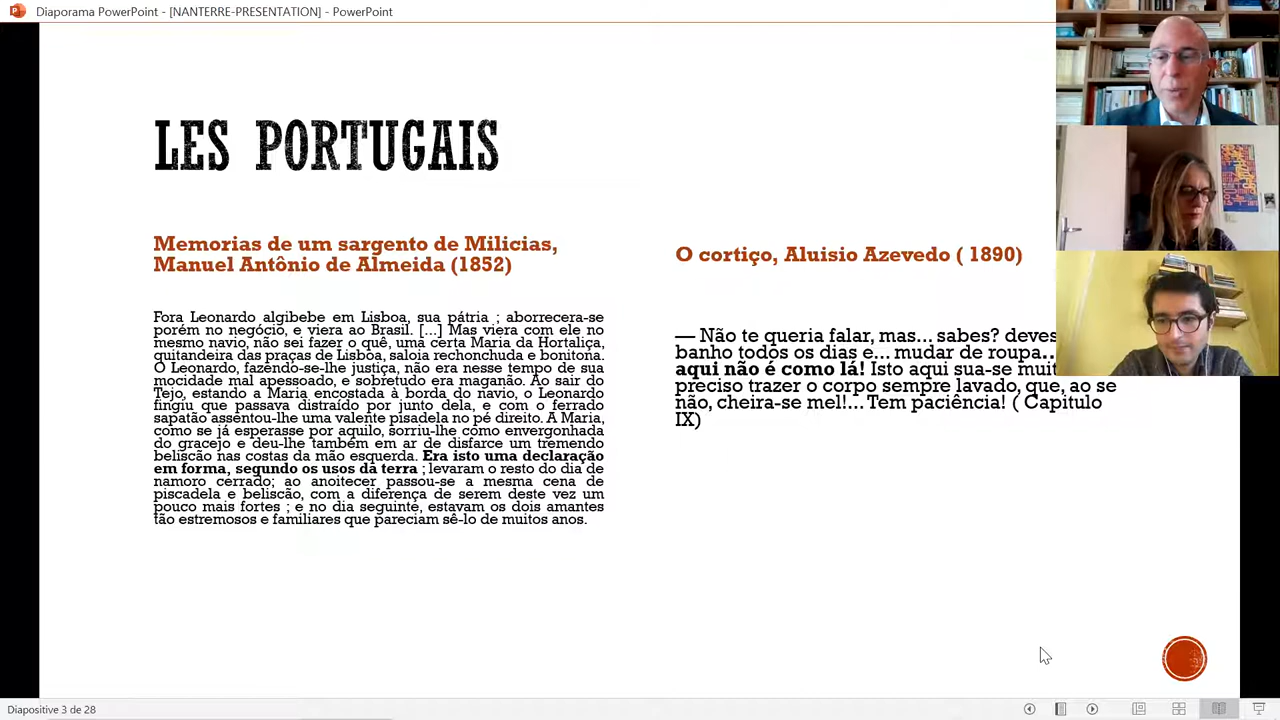 Diaporama PowerPoint - [NANTERRE-PRESENTATION] - PowerPoint
LES PORTUGAIS
Memorias de um sargento de Milicias,
Manuel Antônio de Almeida (1852)
Fora Leonardo algibebe em Lisboa, sua pátria ; aborrecera-se
porém no negócio, e viera ao Brasil. [...] Mas viera com ele no
mesmo navio, não sei fazer o quê, uma certa Maria da Hortaliça,
quitandeira das praças de Lisboa, saloia rechonchuda e bonitona.
O Leonardo, fazendo-se-lhe justiça, não era nesse tempo de sua
mocidade mal apessoado, e sobretudo era maganão. Ao sair do
Tejo, estando a Maria encostada à borda do navio, o Leonardo
fingiu que passava distraído por junto dela, e com o ferrado
sapatão assentou-lhe uma valente pisadela no pé direito. A Maria,
como se já esperasse por aquilo, sorriu-lhe como envergonhada
do gracejo e deu-lhe também em ar de disfarce um tremendo
beliscão nas costas da mão esquerda. Era isto uma declaração
em forma, segundo os usos da terra ; levaram o resto do dia de
namoro cerrado; ao anoitecer passou-se a mesma cena de
piscadela e beliscão, com a diferença de serem deste vez um
pouco mais fortes ; e no dia seguinte, estavam os dois amantes
tão estremosos e familiares que pareciam sê-lo de muitos anos.
O cortiço, Aluisio Azevedo ( 1890)
— Não te queria falar, mas... sabes? deves
banho todos os dias e... mudar de roupa..
aqui não é como lá! Isto aqui sua-se muit
preciso trazer o corpo sempre lavado, que, ao se
não, cheira-se mel!... Tem paciência! ( Capitulo
IX)
Diapositive 3 de 28